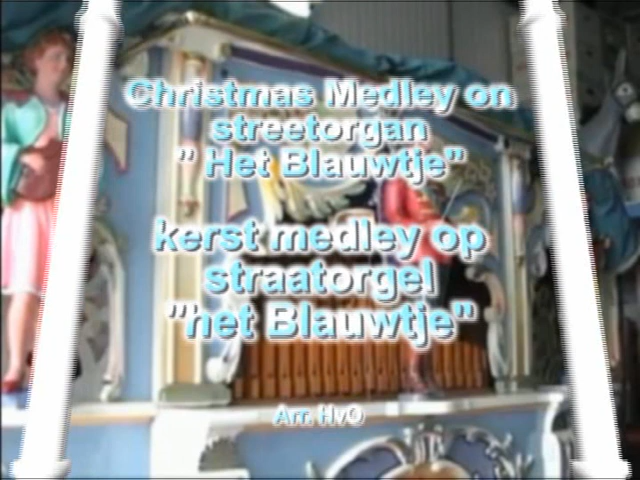 Christmas Medley on
streetorgan
" Het Blauwtje"
kerst medley op
straatorgel
"het Blauwtje"
Arr. HvO